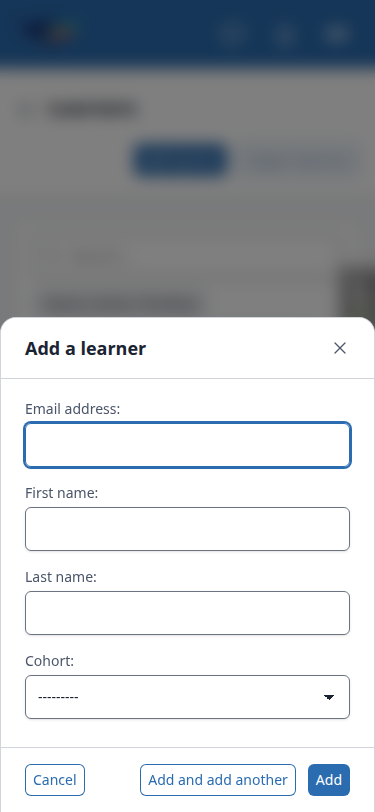 Add a learner
Email address:
First name:
Last name:
Cohort:
---------
Cancel
Add and add another
Add